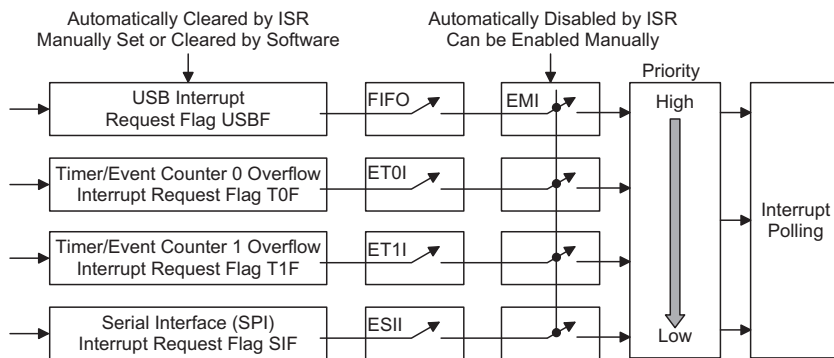 Automatically Cleared by ISR
Manually Set or Cleared by Software
Automatically Disabled by ISR
Can be Enabled Manually
Priority
USB Interrupt
Request Flag USBF
FIFO
EMI
High
Timer/Event Counter 0 Overflow
Interrupt Request Flag T0F
ET0I
Interrupt
Polling
Timer/Event Counter 1 Overflow
Interrupt Request Flag T1F
ET1I
Serial Interface (SPI)
Interrupt Request Flag SIF
ESII
Low